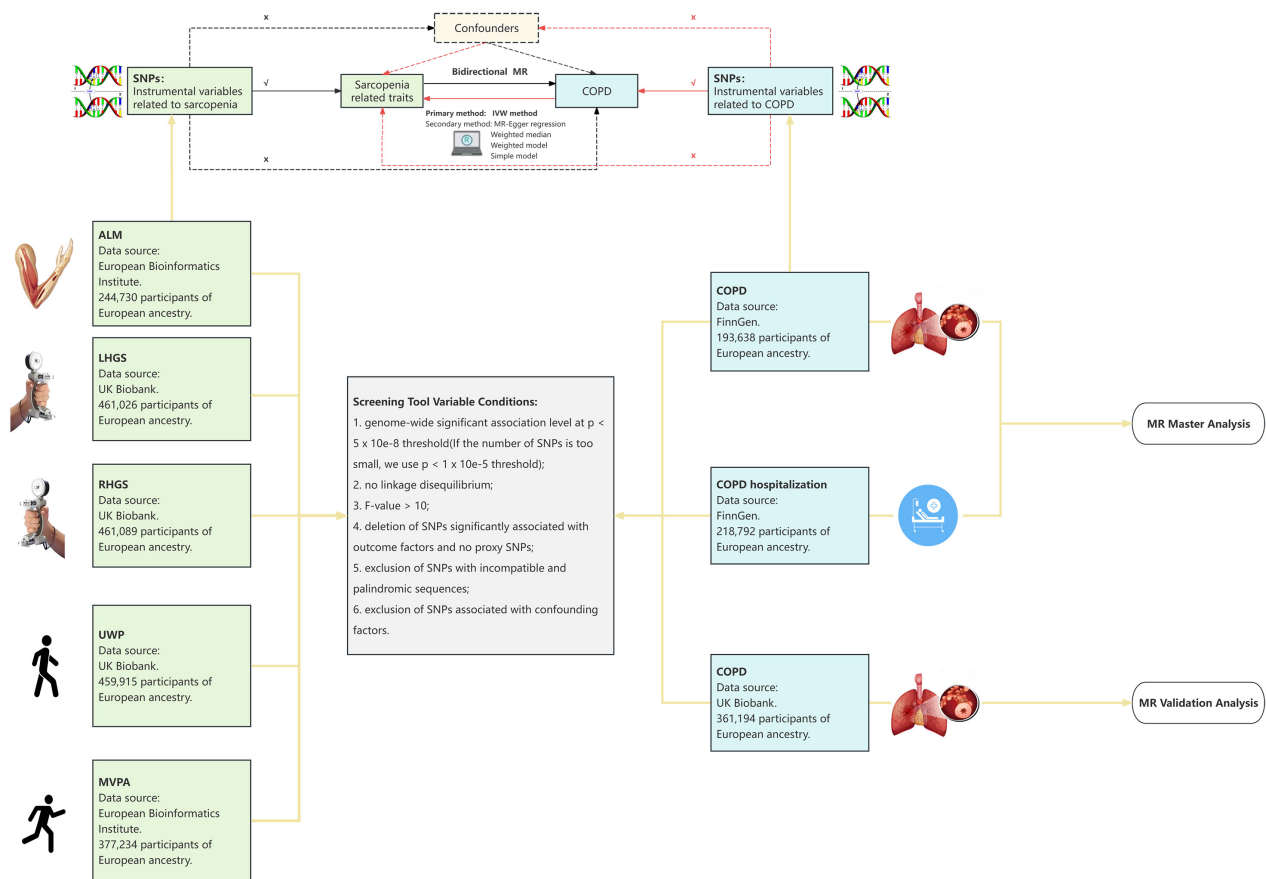 x
x
Confounders
SNPs:
Instrumental variables
related to sarcopenia
√
Sarcopenia
related traits
Bidirectional MR
COPD
√
SNPs:
Instrumental variables
related to COPD
Primary method: IVW method
Secondary method: MR-Egger regression
Weighted median
Weighted model
Simple model
R
x
x
ALM
Data source:
European Bioinformatics
Institute.
244,730 participants of
European ancestry.
LHGS
Data source:
UK Biobank.
461,026 participants of
European ancestry.
RHGS
Data source:
UK Biobank.
461,089 participants of
European ancestry.
UWP
Data source:
UK Biobank.
459,915 participants of
European ancestry.
MVPA
Data source:
European Bioinformatics
Institute.
377,234 participants of
European ancestry.
Screening Tool Variable Conditions:
1. genome-wide significant association level at p <
5 x 10e-8 threshold(If the number of SNPs is too
small, we use p < 1 x 10e-5 threshold);
2. no linkage disequilibrium;
3. F-value > 10;
4. deletion of SNPs significantly associated with
outcome factors and no proxy SNPs;
5. exclusion of SNPs with incompatible and
palindromic sequences;
6. exclusion of SNPs associated with confounding
factors.
COPD
Data source:
FinnGen.
193,638 participants of
European ancestry.
COPD hospitalization
Data source:
FinnGen.
218,792 participants of
European ancestry.
COPD
Data source:
UK Biobank.
361,194 participants of
European ancestry.
MR Master Analysis
MR Validation Analysis